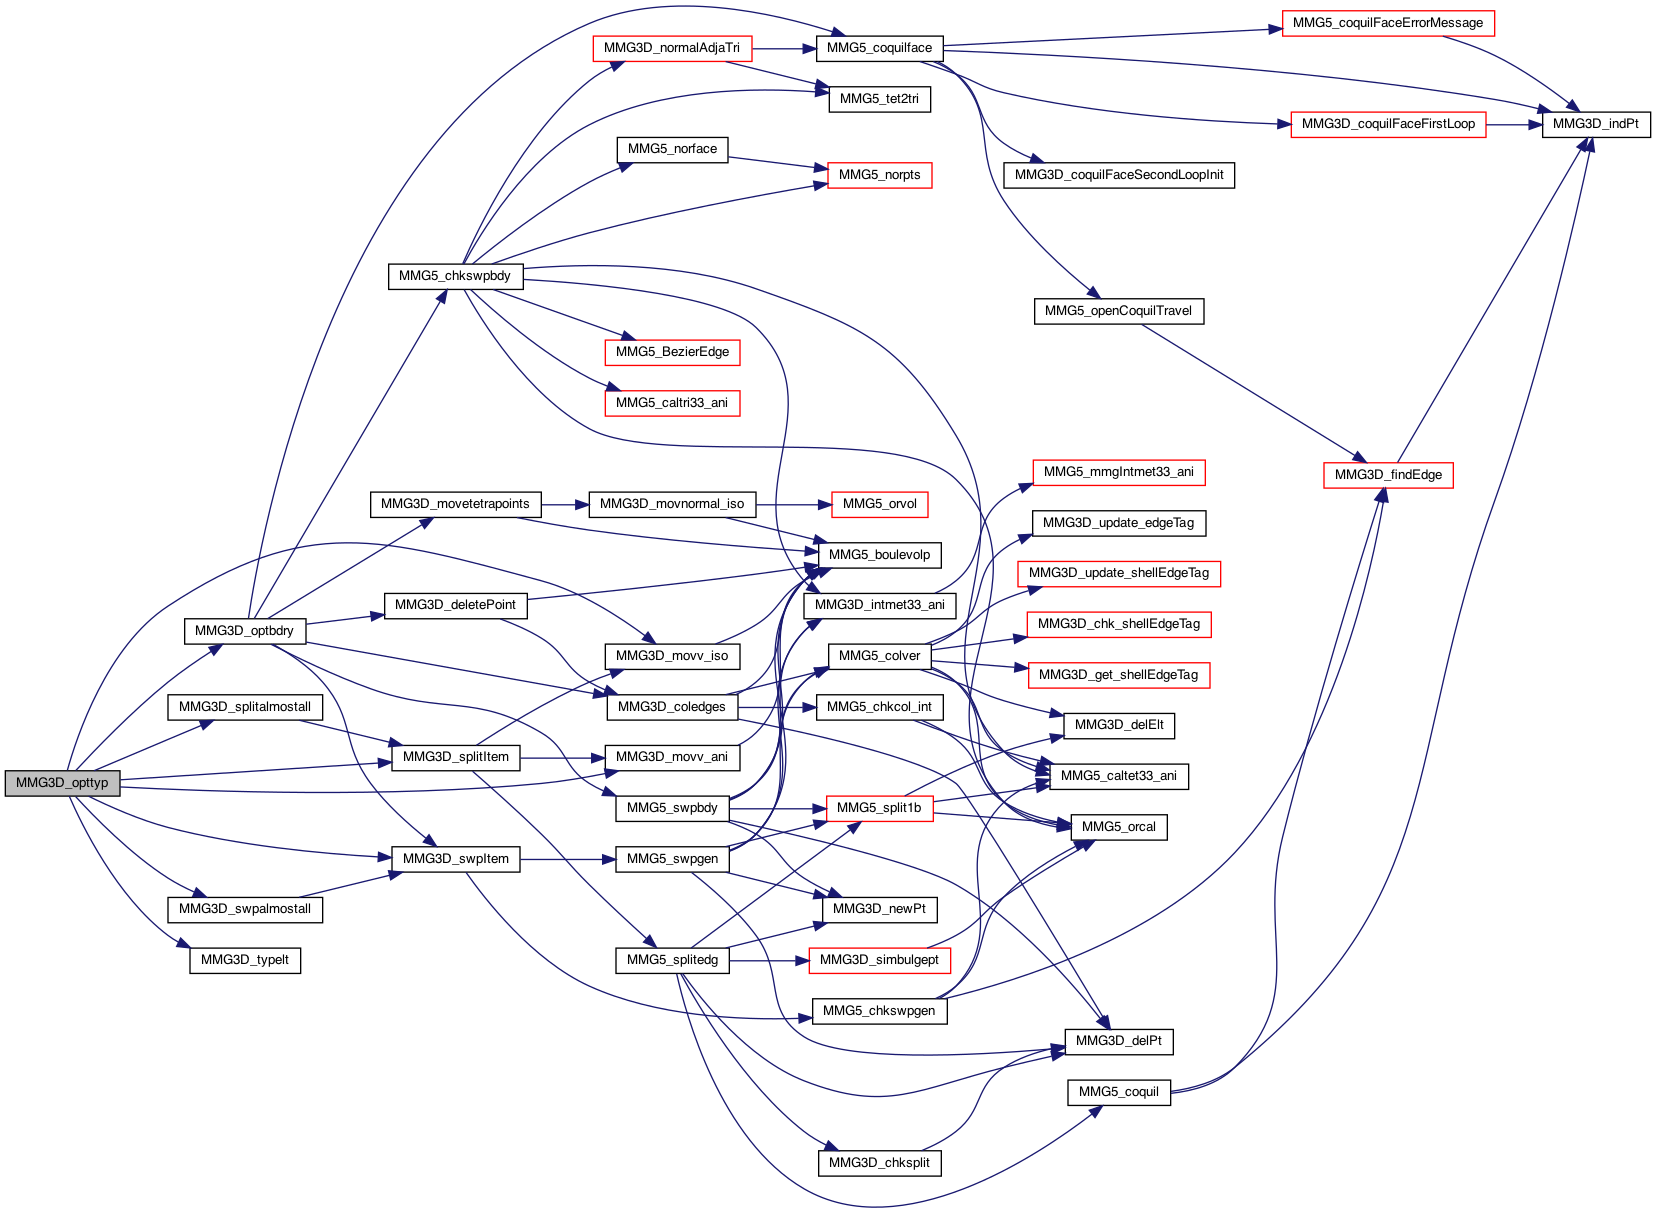 MMG3D_opttyp
MMG3D_optbdry
MMG3D_splitalmostall
MMG3D_swpalmostall
MMG3D_typelt
MMG5_chkswpbdy
MMG3D_movetetrapoints
MMG3D_deletePoint
MMG3D_splitItem
MMG3D_swpItem
MMG3D_normalAdjaTri
MMG5_norface
MMG5_BezierEdge
MMG5_caltri33_ani
MMG3D_movnormal_iso
MMG3D_movv_iso
MMG3D_coledges
MMG3D_movv_ani
MMG5_swpbdy
MMG5_swpgen
MMG5_splitedg
MMG5_coquilface
MMG5_tet2tri
MMG5_norpts
MMG5_orvol
MMG5_boulevolp
MMG3D_intmet33_ani
MMG5_colver
MMG5_chkcol_int
MMG5_split1b
MMG3D_newPt
MMG3D_simbulgept
MMG5_chkswpgen
MMG3D_chksplit
MMG3D_coquilFaceSecondLoopInit
MMG5_openCoquilTravel
MMG5_mmgIntmet33_ani
MMG3D_update_edgeTag
MMG3D_update_shellEdgeTag
MMG3D_chk_shellEdgeTag
MMG3D_get_shellEdgeTag
MMG3D_delElt
MMG5_caltet33_ani
MMG5_orcal
MMG3D_delPt
MMG5_coquil
MMG5_coquilFaceErrorMessage
MMG3D_coquilFaceFirstLoop
MMG3D_findEdge
MMG3D_indPt